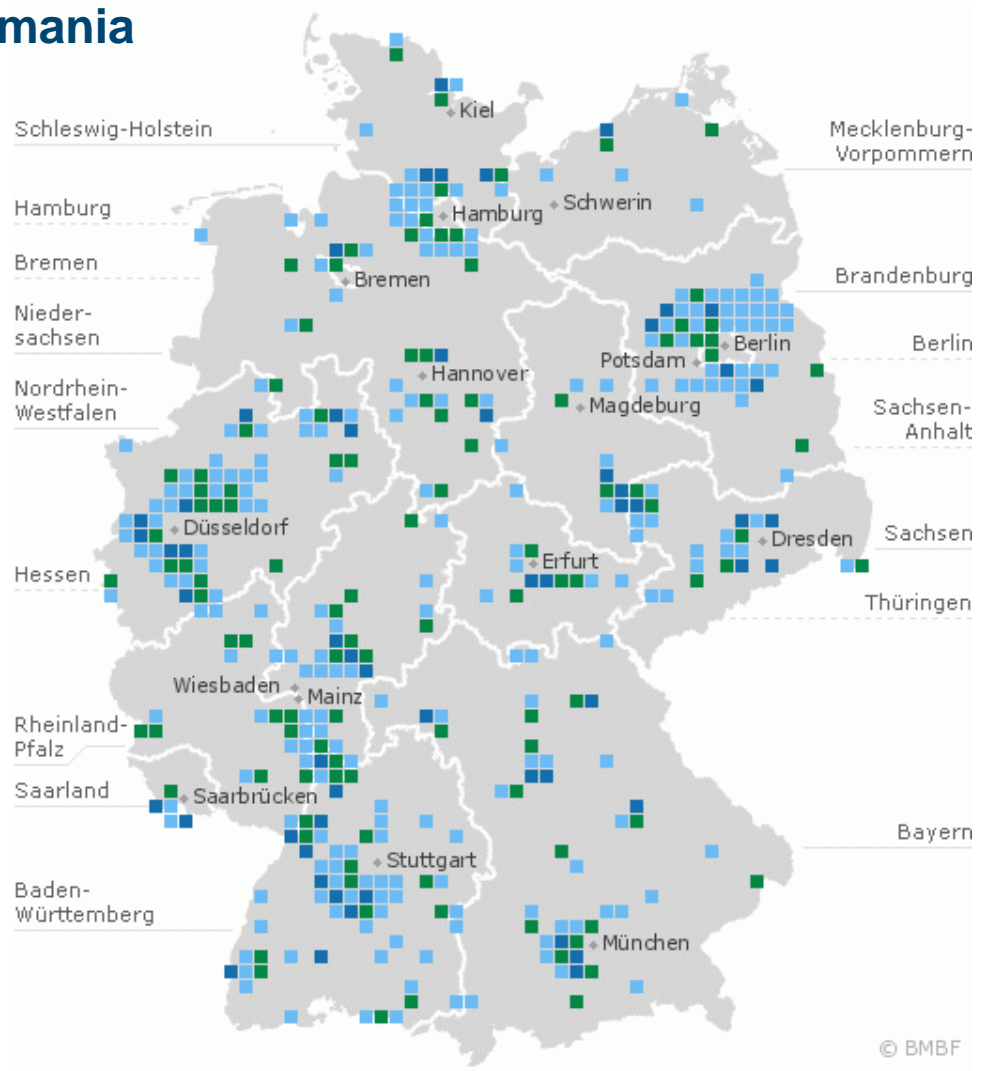 mania
Kiel
Schleswig-Holstein
Mecklenburg-
Vorpommern
Schwerin
Hamburg
Hamburg
Bremen
Bremen
Brandenburg
Nieder-
sachsen
Berlin
Berlin
Potsdam
Hannover
Nordrhein-
Westfalen
Magdeburg
Sachsen-
Anhalt
Düsseldorf
Dresden
Sachsen
Erfurt
Hessen
Thüringen
Wiesbaden
Mainz
Rheinland-
Pfalz
Saarland
Saarbrücken
Bayern
Stuttgart
Baden-
Württemberg
München
© BMBF